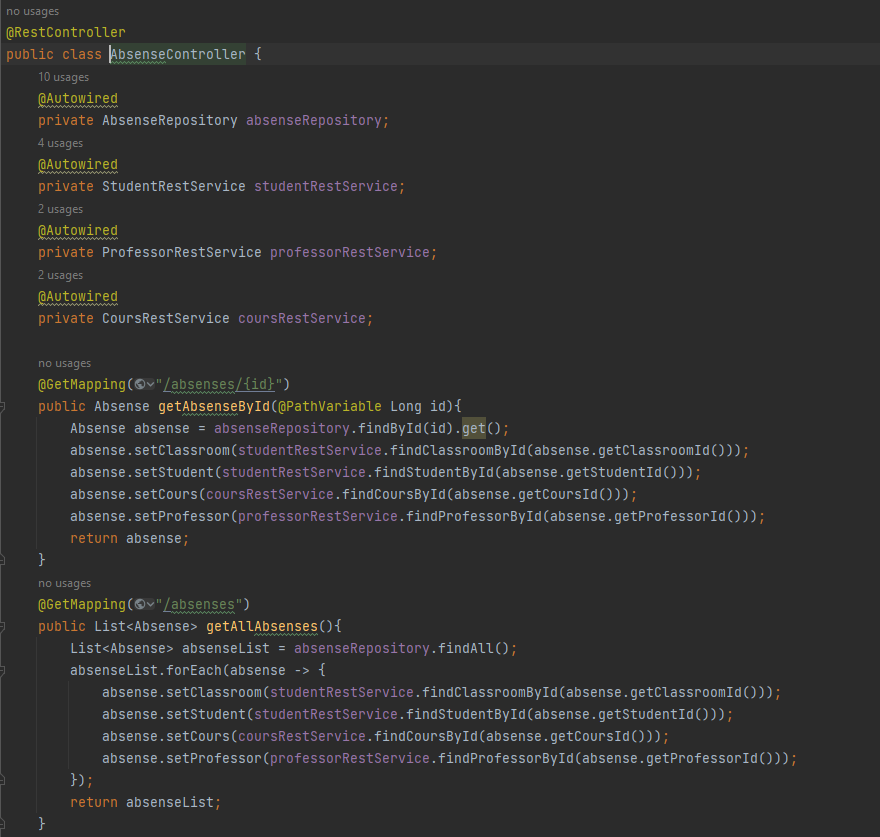 no usages
@RestController
public class AbsenseController {
10 usages
@Autowired
private AbsenseRepository absenseRepository;
4 usages
@Autowired
private StudentRestService studentRestService;
2 usages
@Autowired
private ProfessorRestService professorRestService;
2 usages
@Autowired
private CoursRestService coursRestService;
no usages
@GetMapping("/absenses/{id}")
public Absense getAbsenseById(@PathVariable Long id){
Absense absense = absenseRepository.findById(id).get();
absense.setClassroom(studentRestService.findClassroomById(absense.getClassroomId()));
absense.setStudent(studentRestService.findStudentById(absense.getStudentId()));
absense.setCours(coursRestService.findCoursById(absense.getCoursId()));
absense.setProfessor(professorRestService.findProfessorById(absense.getProfessorId()));
return absense;
}
no usages
@GetMapping("/absenses")
public List<Absense> getAllAbsenses(){
List<Absense> absenseList = absenseRepository.findAll();
absenseList.forEach(absense -> {
absense.setClassroom(studentRestService.findClassroomById(absense.getClassroomId()));
absense.setStudent(studentRestService.findStudentById(absense.getStudentId()));
absense.setCours(coursRestService.findCoursById(absense.getCoursId()));
absense.setProfessor(professorRestService.findProfessorById(absense.getProfessorId()));
});
return absenseList;
}